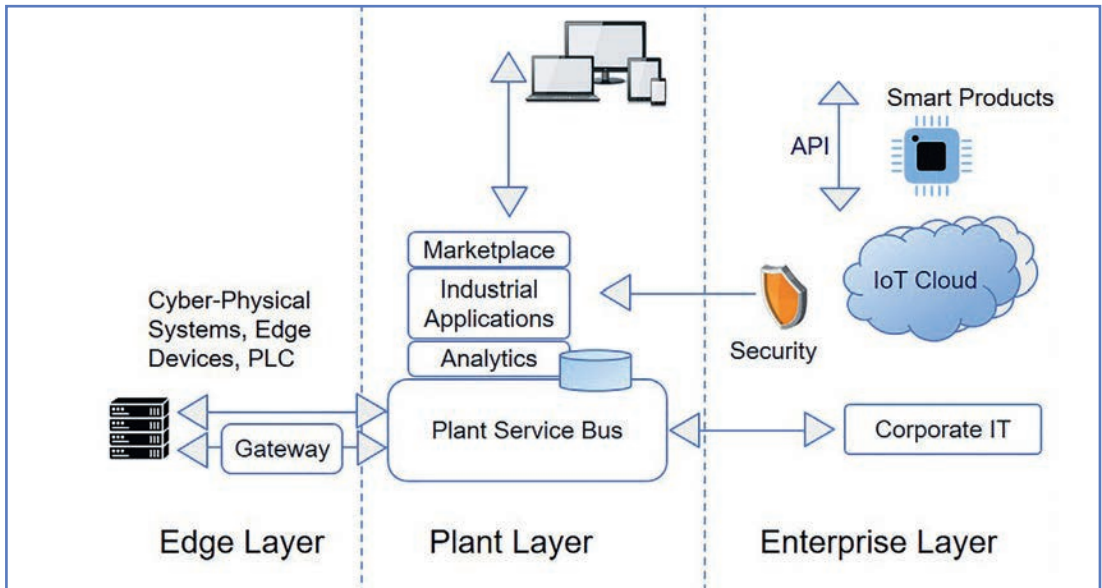 Smart Products
API
Marketplace
Industrial
Applications
Analytics
IoT Cloud
Security
Cyber-Physical
Systems, Edge
Devices, PLC
Gateway
Plant Service Bus
Corporate IT
Edge Layer
Plant Layer
Enterprise Layer